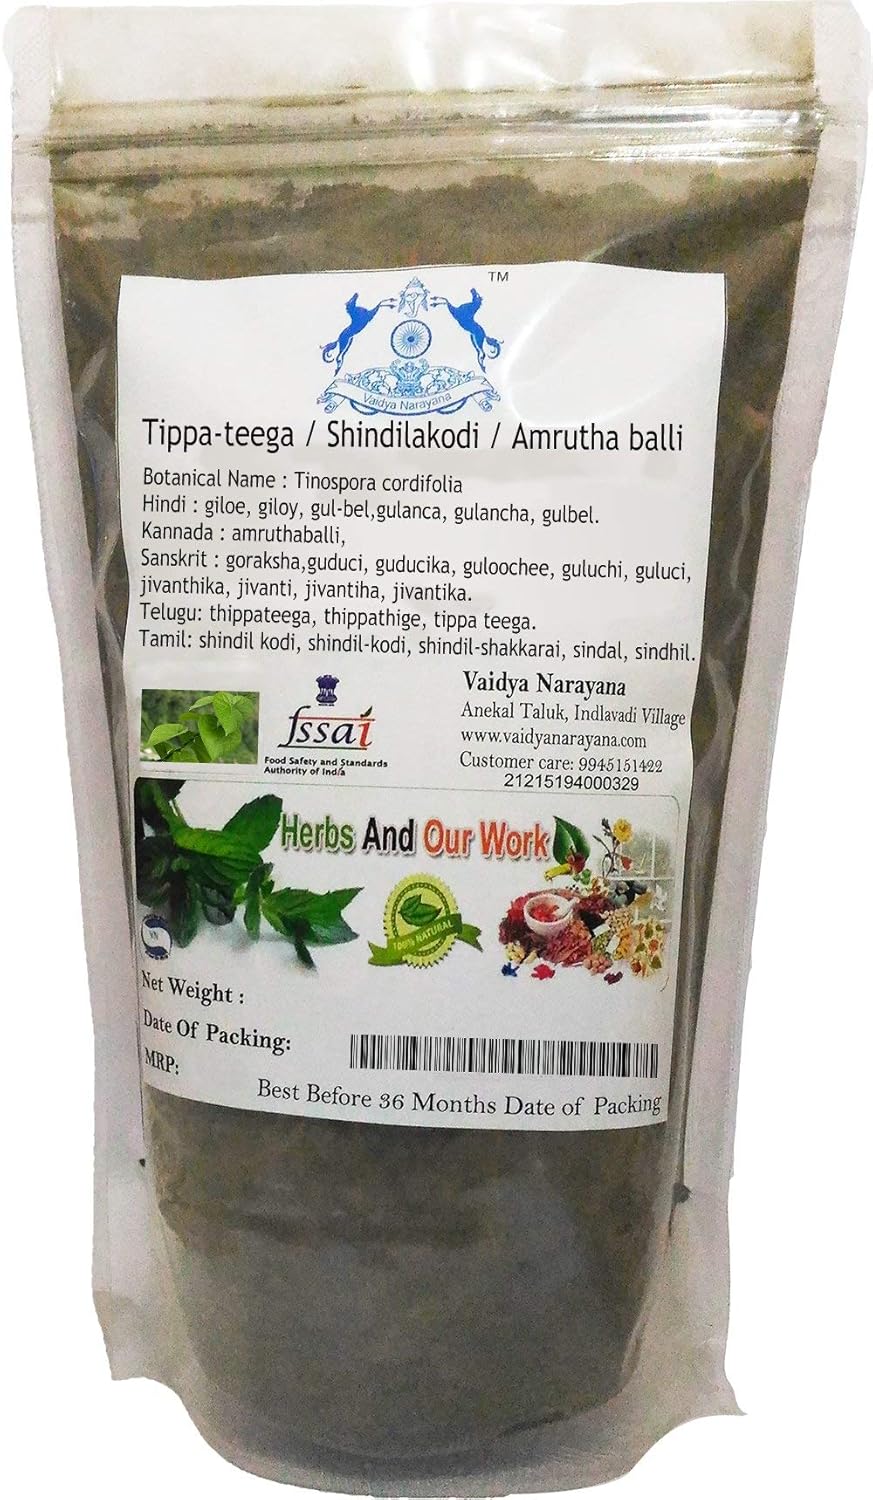 TM
Vaidya Narayana
Tippa-teega / Shindilakodi / Amrutha balli
Botanical Name : Tinospora cordifolia
Hindi : giloe, giloy, gul-bel,gulanca, gulancha, gulbel.
Kannada : amruthaballi,
Sanskrit : goraksha,guduci, guducika, guloochee, guluchi, guluci,
jivanthika, jivanti, jivantiha, jivantika.
Telugu: thippateega, thippathige, tippa teega.
Tamil: shindil kodi, shindil-kodi, shindil-shakkarai, sindal, sindhil.
fssai
Food Safety and Standards
Authority of India
Vaidya Narayana
Anekal Taluk, Indlavadi Village
www.vaidyanarayana.com
Customer care: 9945151422
21215194000329
Herbs And Our Work
100% NATURAL
VN
Net Weight :
Date Of Packing:
MRP:
Best Before 36 Months Date of Packing